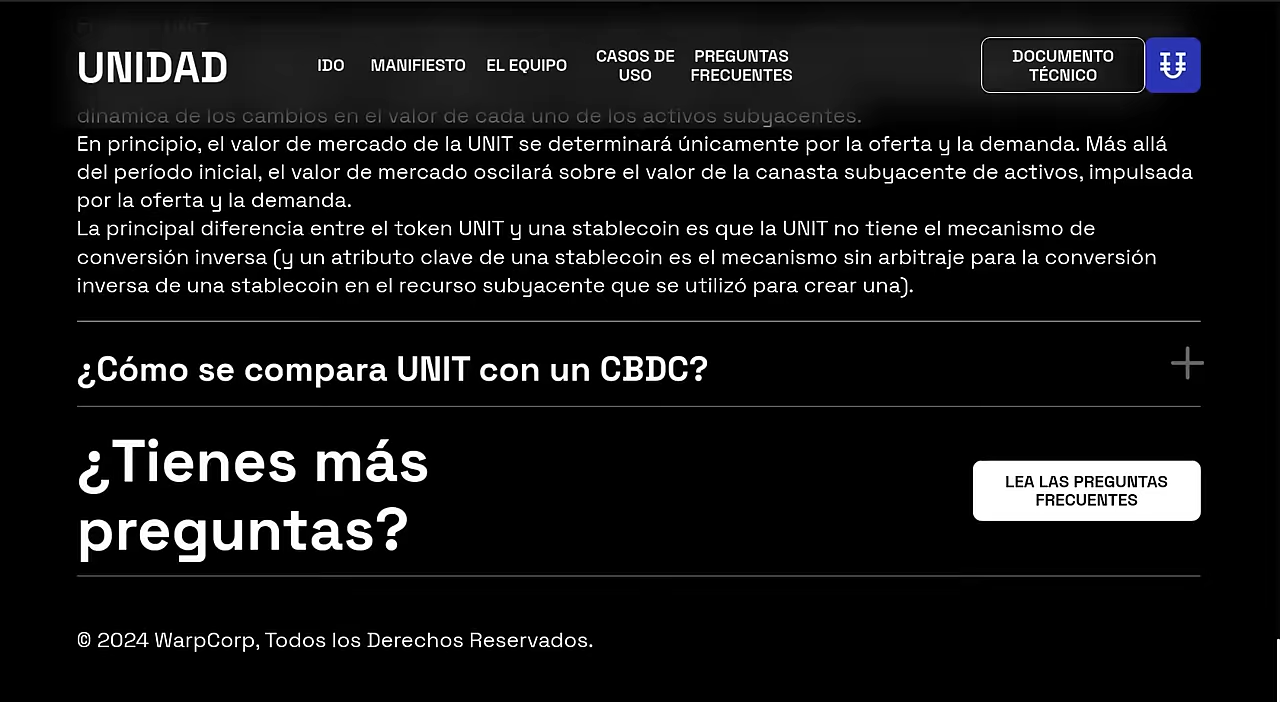 UNIDAD
IDO
MANIFIESTO
EL EQUIPO
CASOS DE
USO
PREGUNTAS
FRECUENTES
DOCUMENTO
TÉCNICO
dinámica de los cambios en el valor de cada uno de los activos subyacentes.
En principio, el valor de mercado de la UNIT se determinará únicamente por la oferta y la demanda. Más allá
del período inicial, el valor de mercado oscilará sobre el valor de la canasta subyacente de activos, impulsada
por la oferta y la demanda.
La principal diferencia entre el token UNIT y una stablecoin es que la UNIT no tiene el mecanismo de
conversión inversa (y un atributo clave de una stablecoin es el mecanismo sin arbitraje para la conversión
inversa de una stablecoin en el recurso subyacente que se utilizó para crear una).
¿Cómo se compara UNIT con un CBDC?
¿Tienes más
preguntas?
LEA LAS PREGUNTAS
FRECUENTES
© 2024 WarpCorp, Todos los Derechos Reservados.